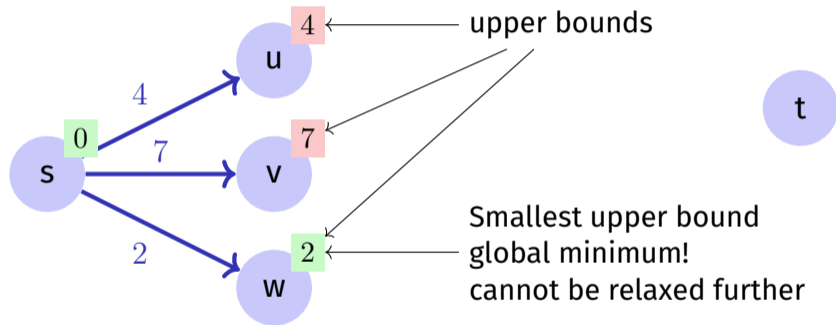 4
upper bounds
u
4
t
0
7
7
s
v
Smallest upper bound
2
2
global minimum!
w
cannot be relaxed further